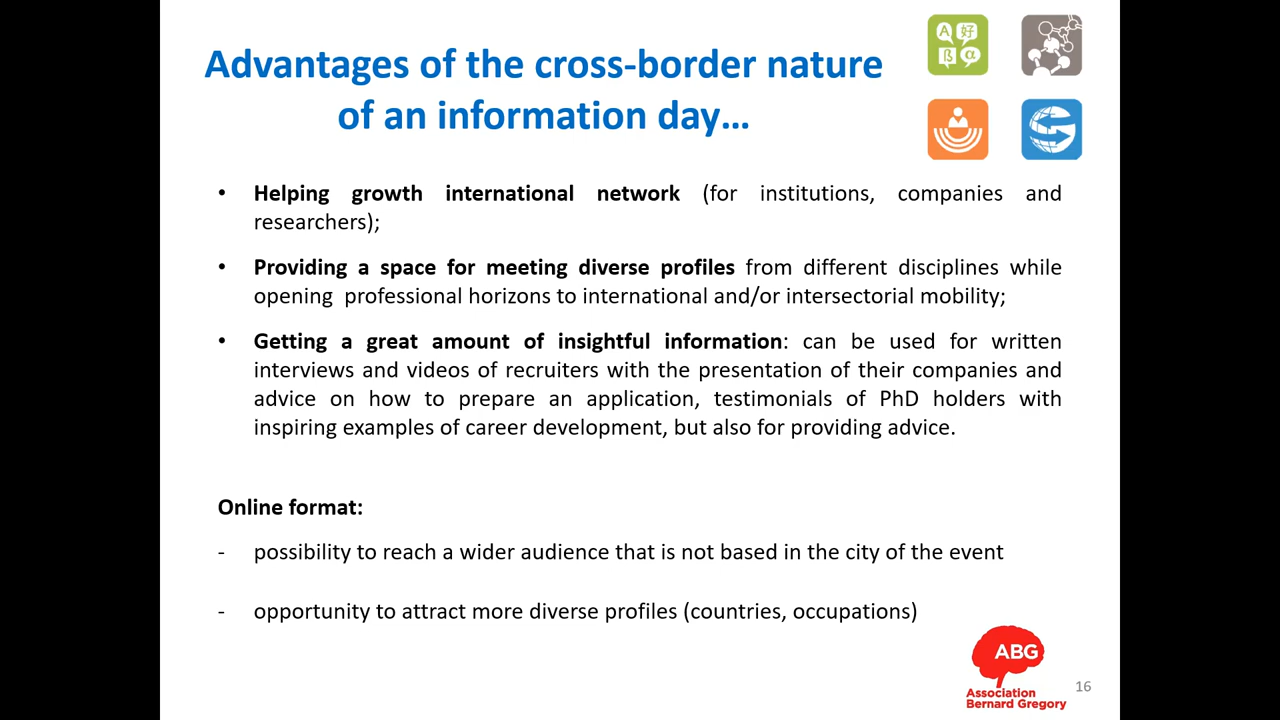 Advantages of the cross-border nature
of an information day…
A 好
ß α
• Helping growth international network (for institutions, companies and
researchers);
• Providing a space for meeting diverse profiles from different disciplines while
opening professional horizons to international and/or intersectorial mobility;
• Getting a great amount of insightful information: can be used for written
interviews and videos of recruiters with the presentation of their companies and
advice on how to prepare an application, testimonials of PhD holders with
inspiring examples of career development, but also for providing advice.
Online format:
- possibility to reach a wider audience that is not based in the city of the event
- opportunity to attract more diverse profiles (countries, occupations)
ABG
Association
Bernard Gregory
16